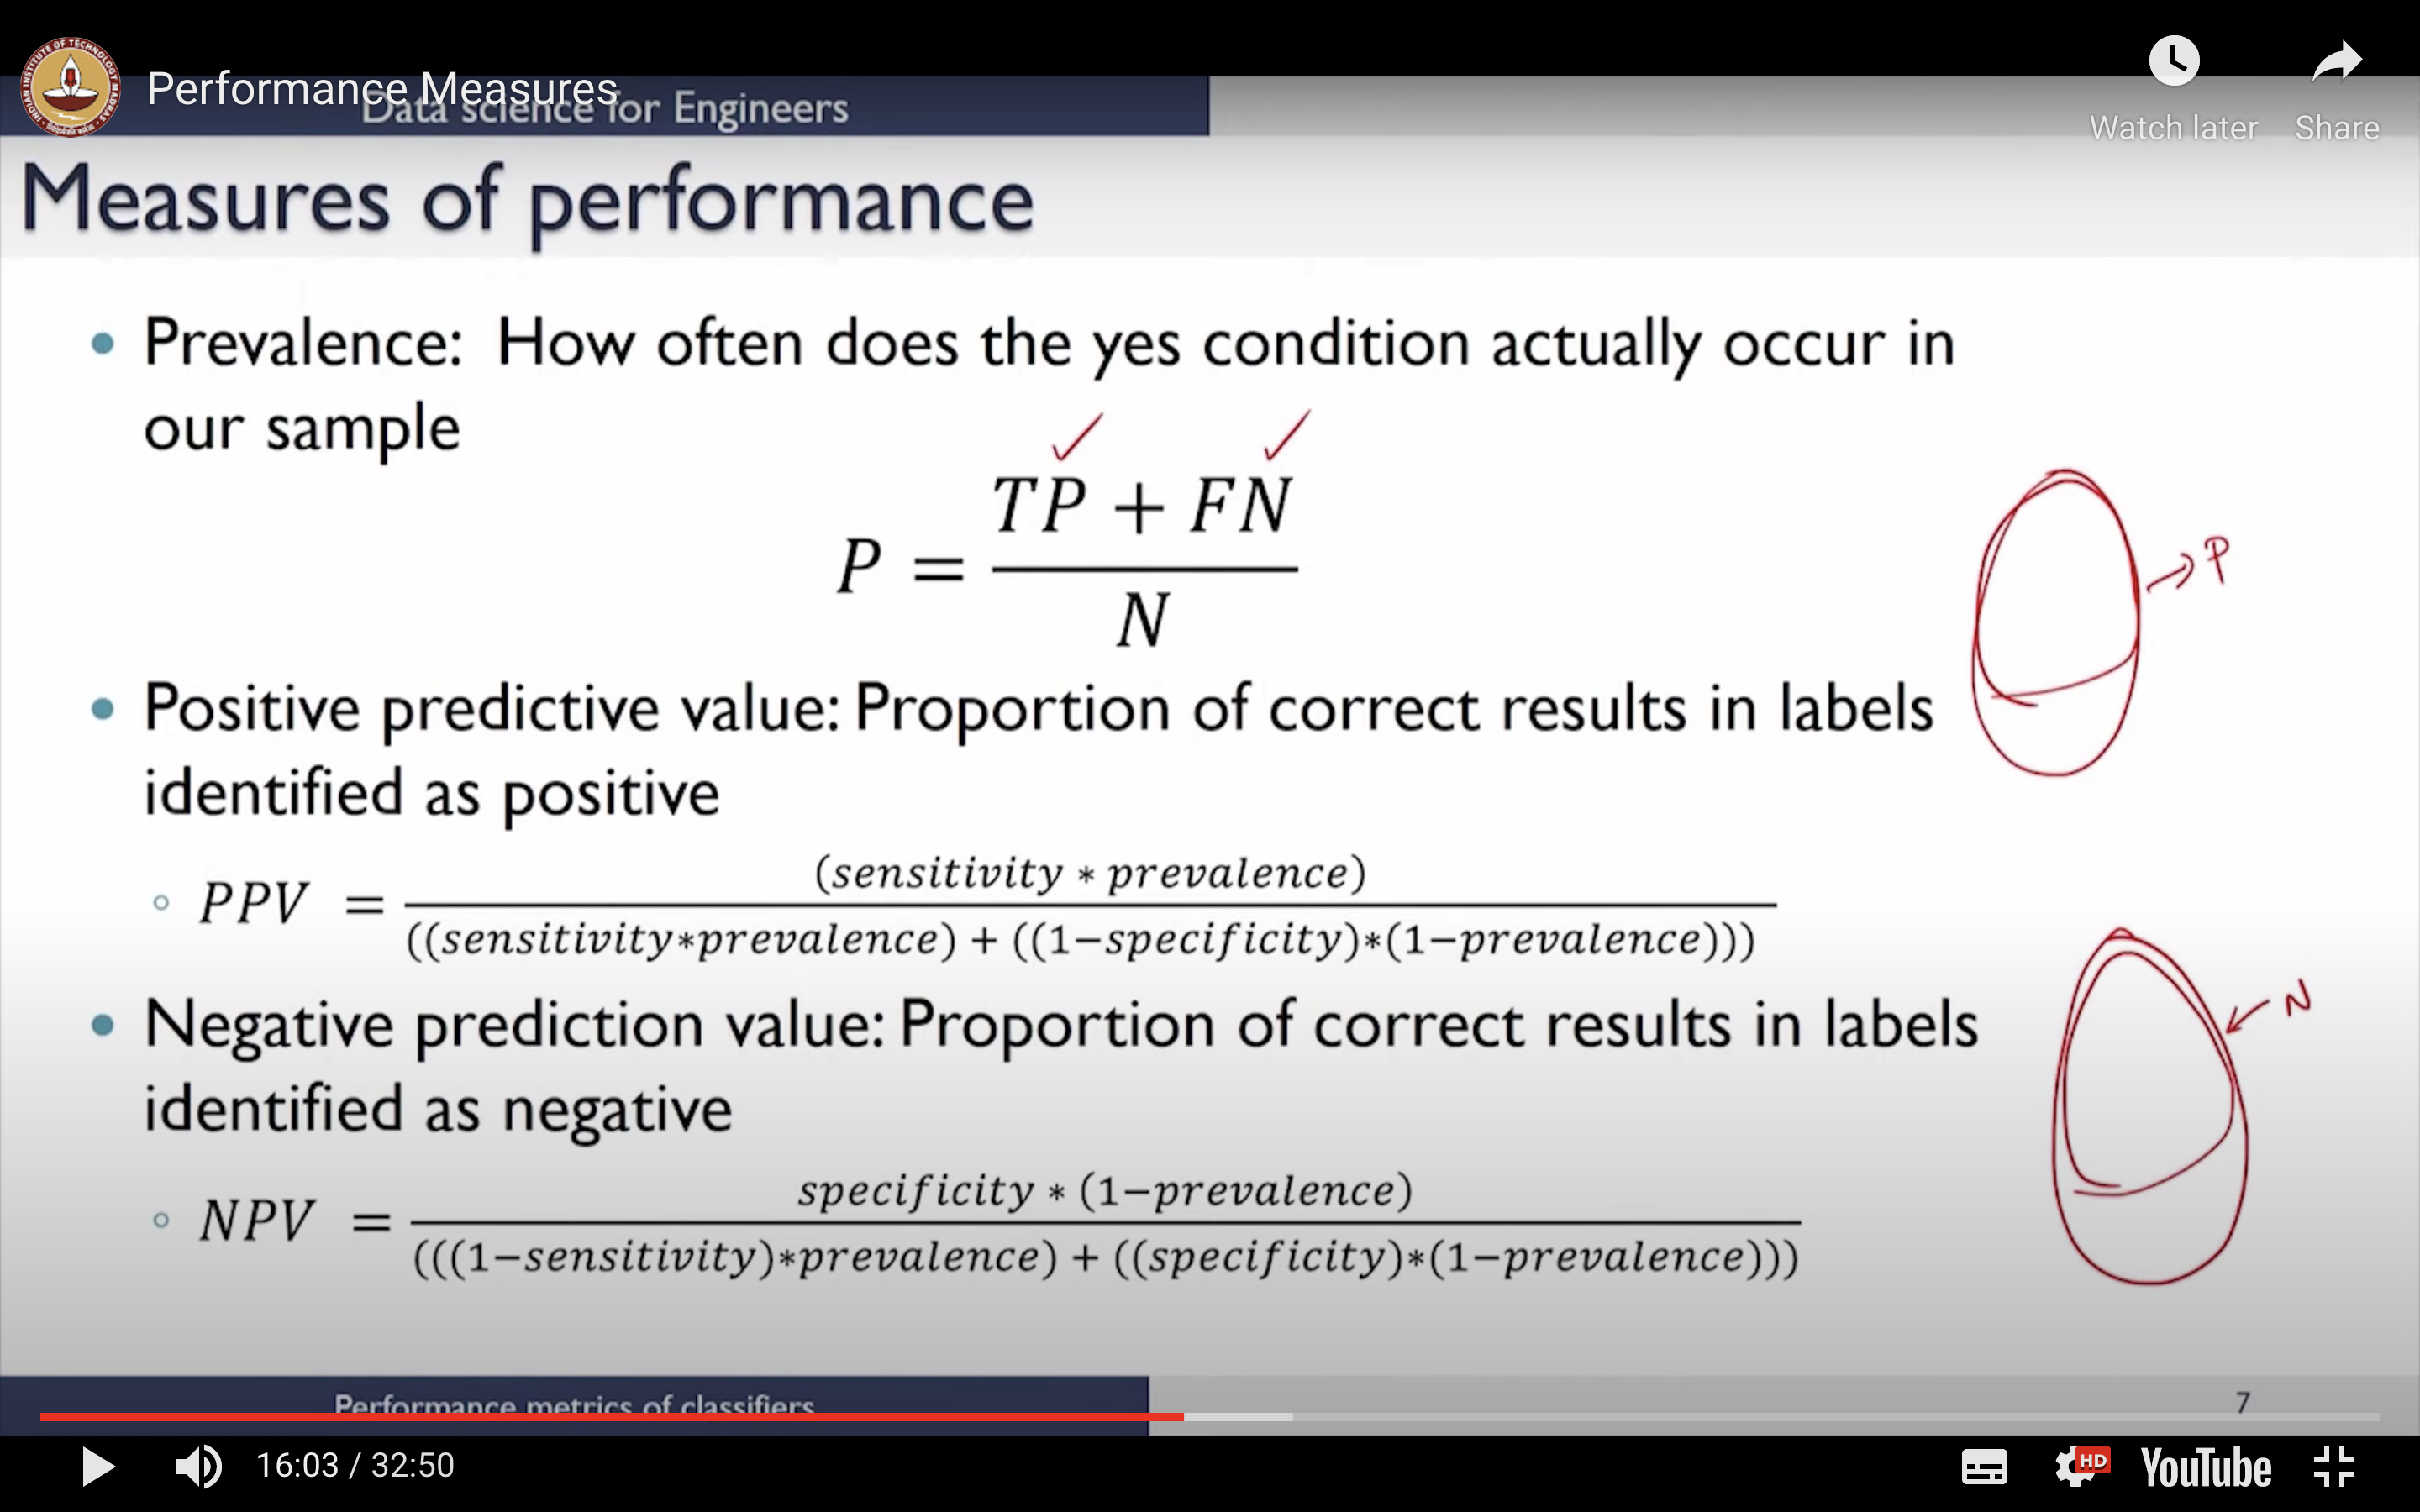 Performance Measures
Data science for Engineers
Watch later
Share
Measures of performance
• Prevalence: How often does the yes condition actually occur in
our sample
P = (TP + FN) / N
P
• Positive predictive value: Proportion of correct results in labels
identified as positive
◦ PPV = (sensitivity * prevalence) / ((sensitivity*prevalence) + ((1−specificity)*(1−prevalence)))
• Negative prediction value: Proportion of correct results in labels
N
identified as negative
◦ NPV = specificity * (1−prevalence) / (((1−sensitivity)*prevalence) + ((specificity)*(1−prevalence)))
Performance metrics of classifiers
7
16:03 / 32:50
HD
YouTube